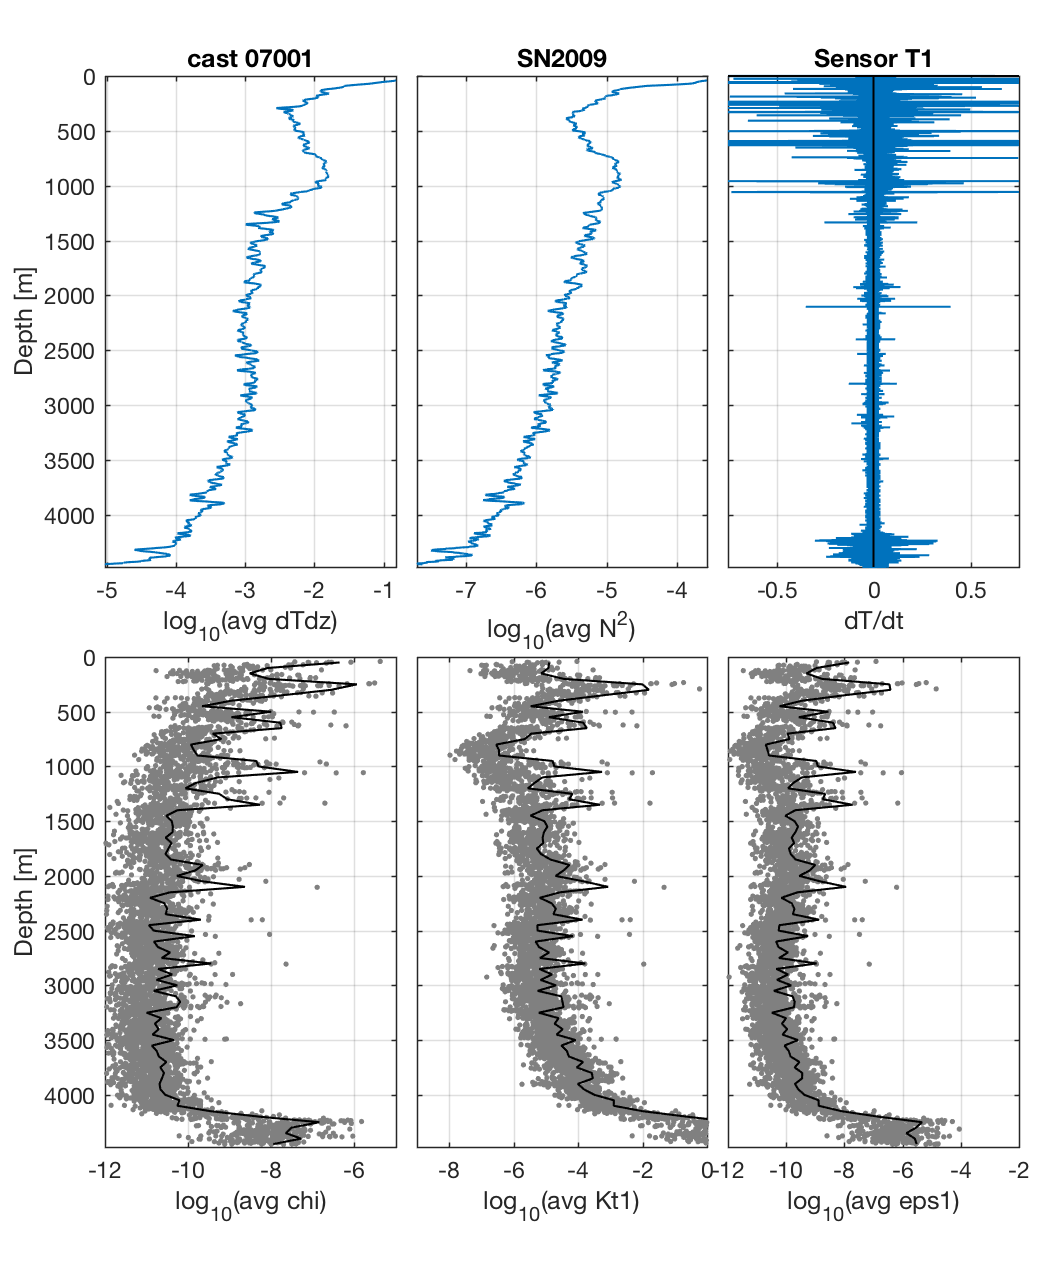 cast 07001 SN2009 Sensor T1
0
500
1000
1500
2000
2500
3000
3500
4000
Depth [m]
-5 -4 -3 -2 -1
log10(avg dTdz)
-7 -6 -5 -4
log10(avg N2)
-0.5 0 0.5
dT/dt
0
500
1000
1500
2000
2500
3000
3500
4000
Depth [m]
-12 -10 -8 -6
log10(avg chi)
-8 -6 -4 -2 0
log10(avg Kt1)
-12 -10 -8 -6 -4 -2
log10(avg eps1)